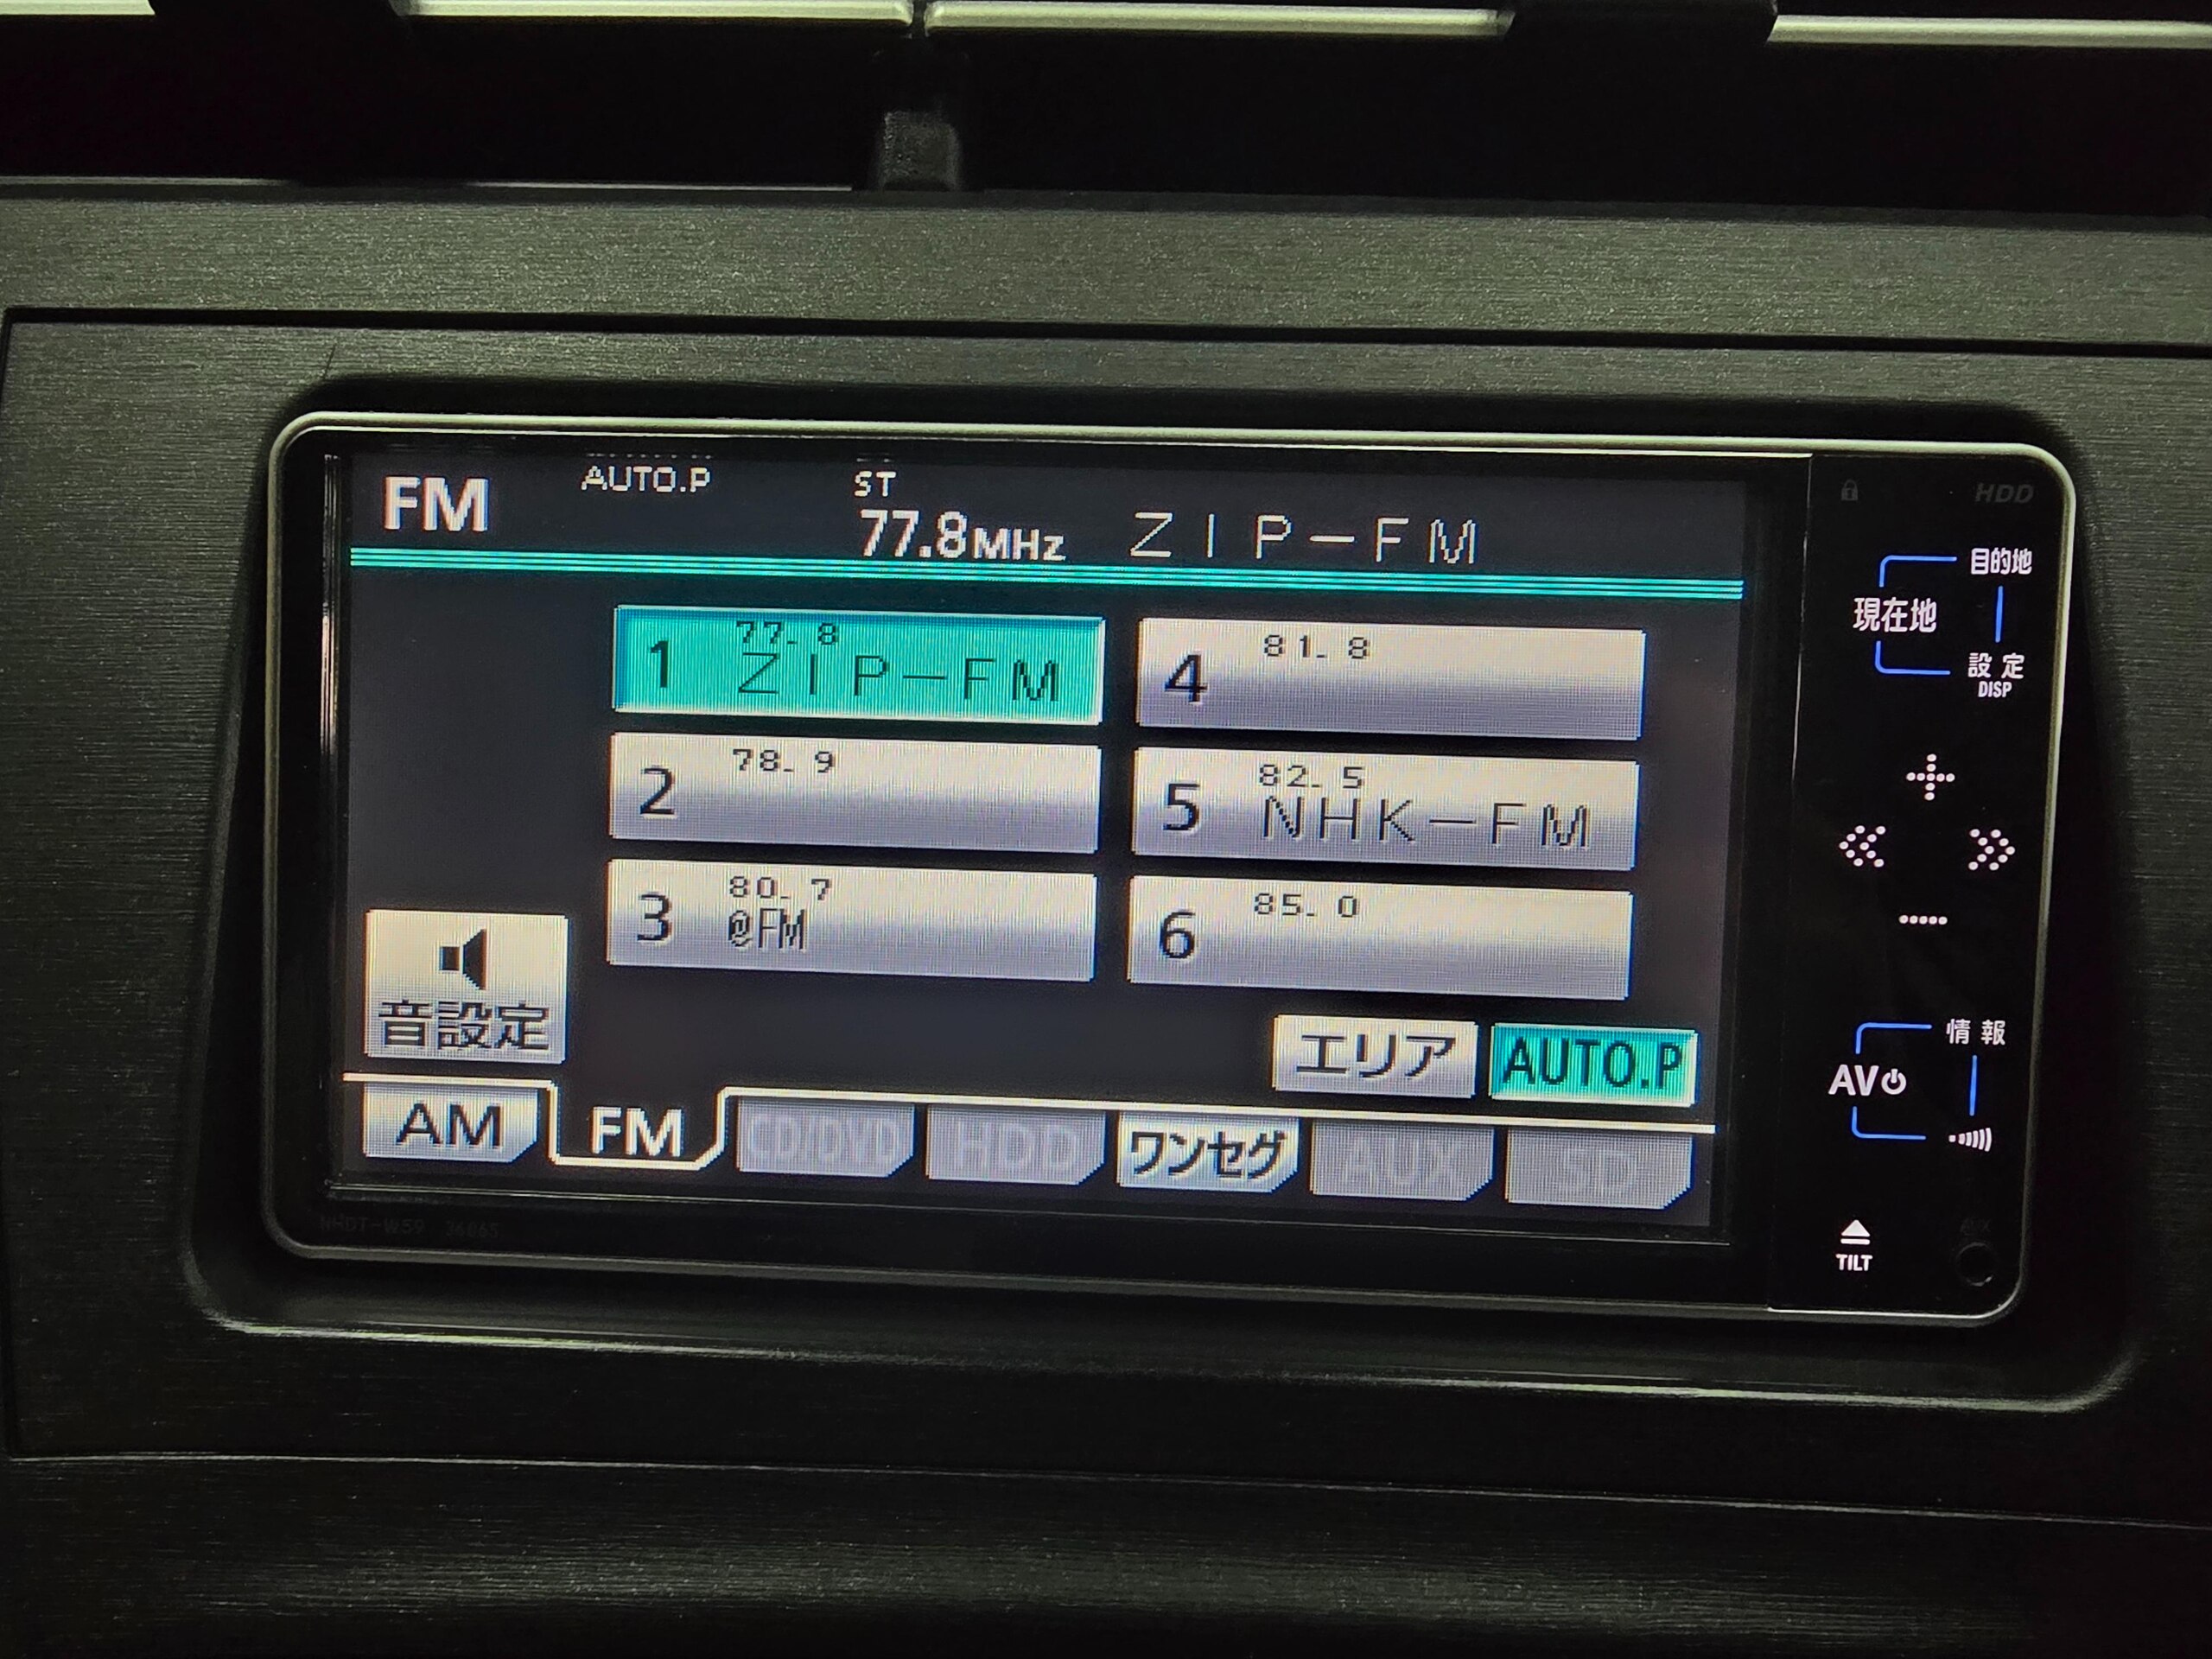 FM
AUTO.P
ST
77.8MHz ZIP-FM
1 77.8 ZIP-FM
2 78.9
3 80.7 @FM
4 81.8
5 82.5 NHK-FM
6 85.0
音設定
エリア
AUTO.P
AM
FM
CD/DVD
HDD
ワンセグ
AUX
SD
NHDT-W59
HDD
目的地
現在地
設定
DISP
情報
AV
TILT
AUX